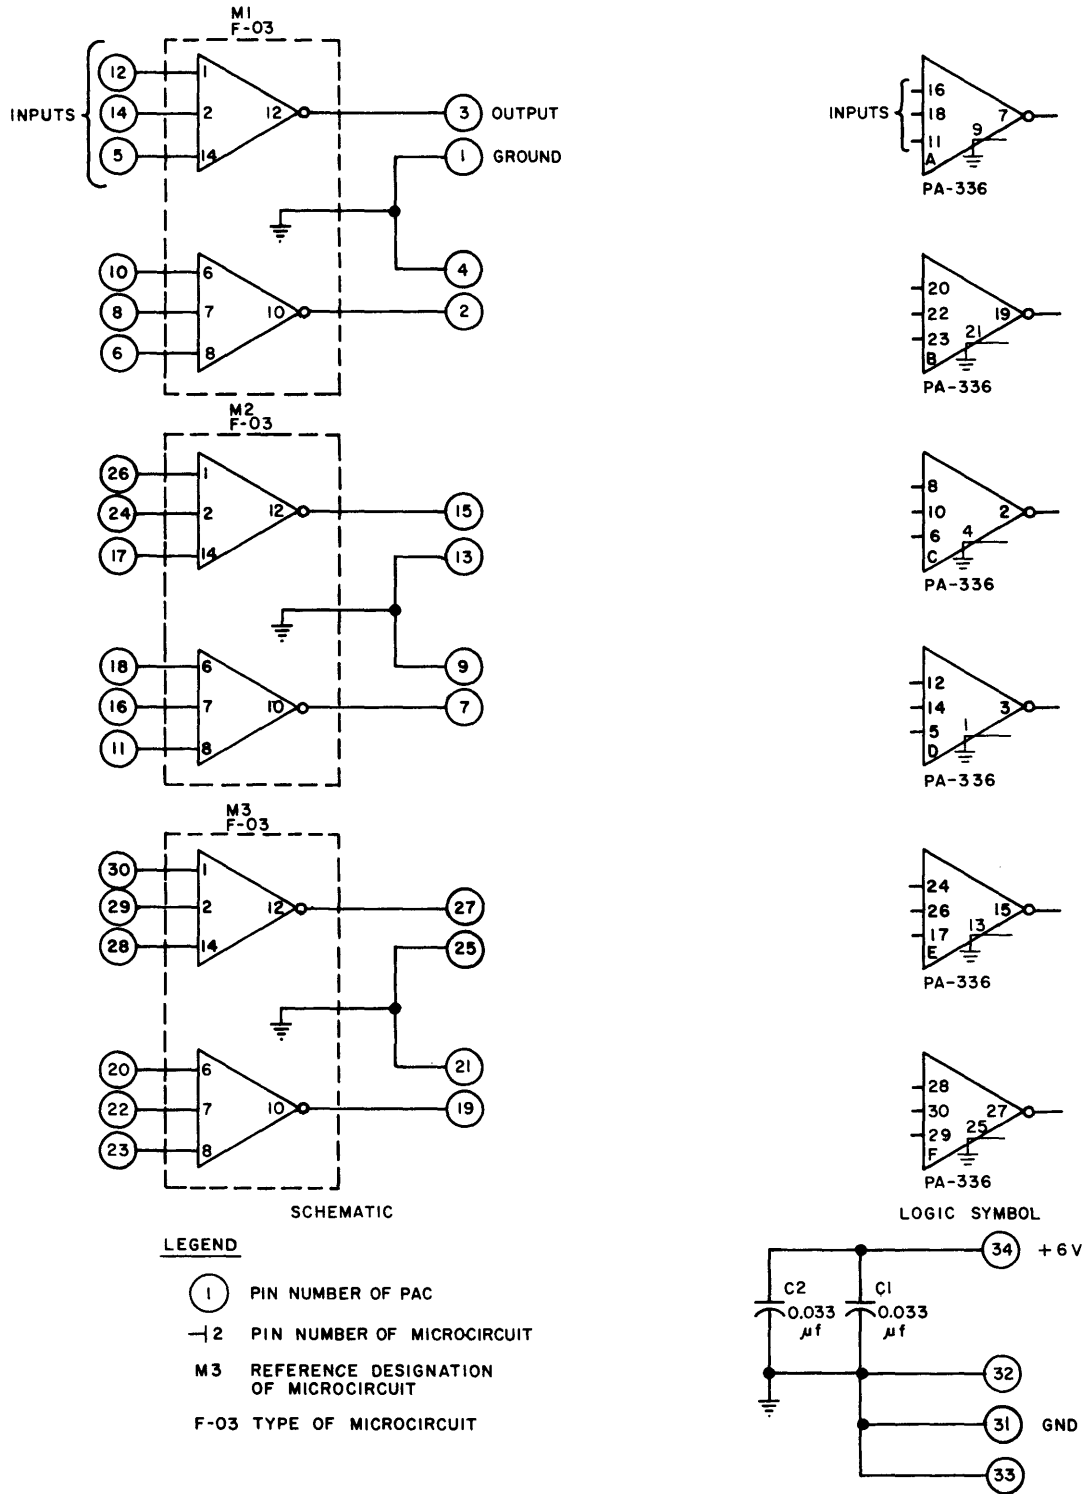 M1
F-03
INPUTS
12
14
5
1
2
14
12
3 OUTPUT
1 GROUND
10
8
6
6
7
8
10
4
2
M2
F-03
26
24
17
1
2
14
12
15
13
18
16
11
6
7
8
10
9
7
M3
F-03
30
29
28
1
2
14
12
27
25
20
22
23
6
7
8
10
21
19
SCHEMATIC
LEGEND
1 PIN NUMBER OF PAC
2 PIN NUMBER OF MICROCIRCUIT
M3 REFERENCE DESIGNATION
OF MICROCIRCUIT
F-03 TYPE OF MICROCIRCUIT
INPUTS
16
18
11
A
7
9
PA-336
20
22
23
B
19
21
PA-336
8
10
6
C
2
4
PA-336
12
14
5
D
3
1
PA-336
24
26
17
E
15
13
PA-336
28
30
29
F
27
25
PA-336
LOGIC SYMBOL
34 +6V
C2
0.033
μf
C1
0.033
μf
32
31 GND
33